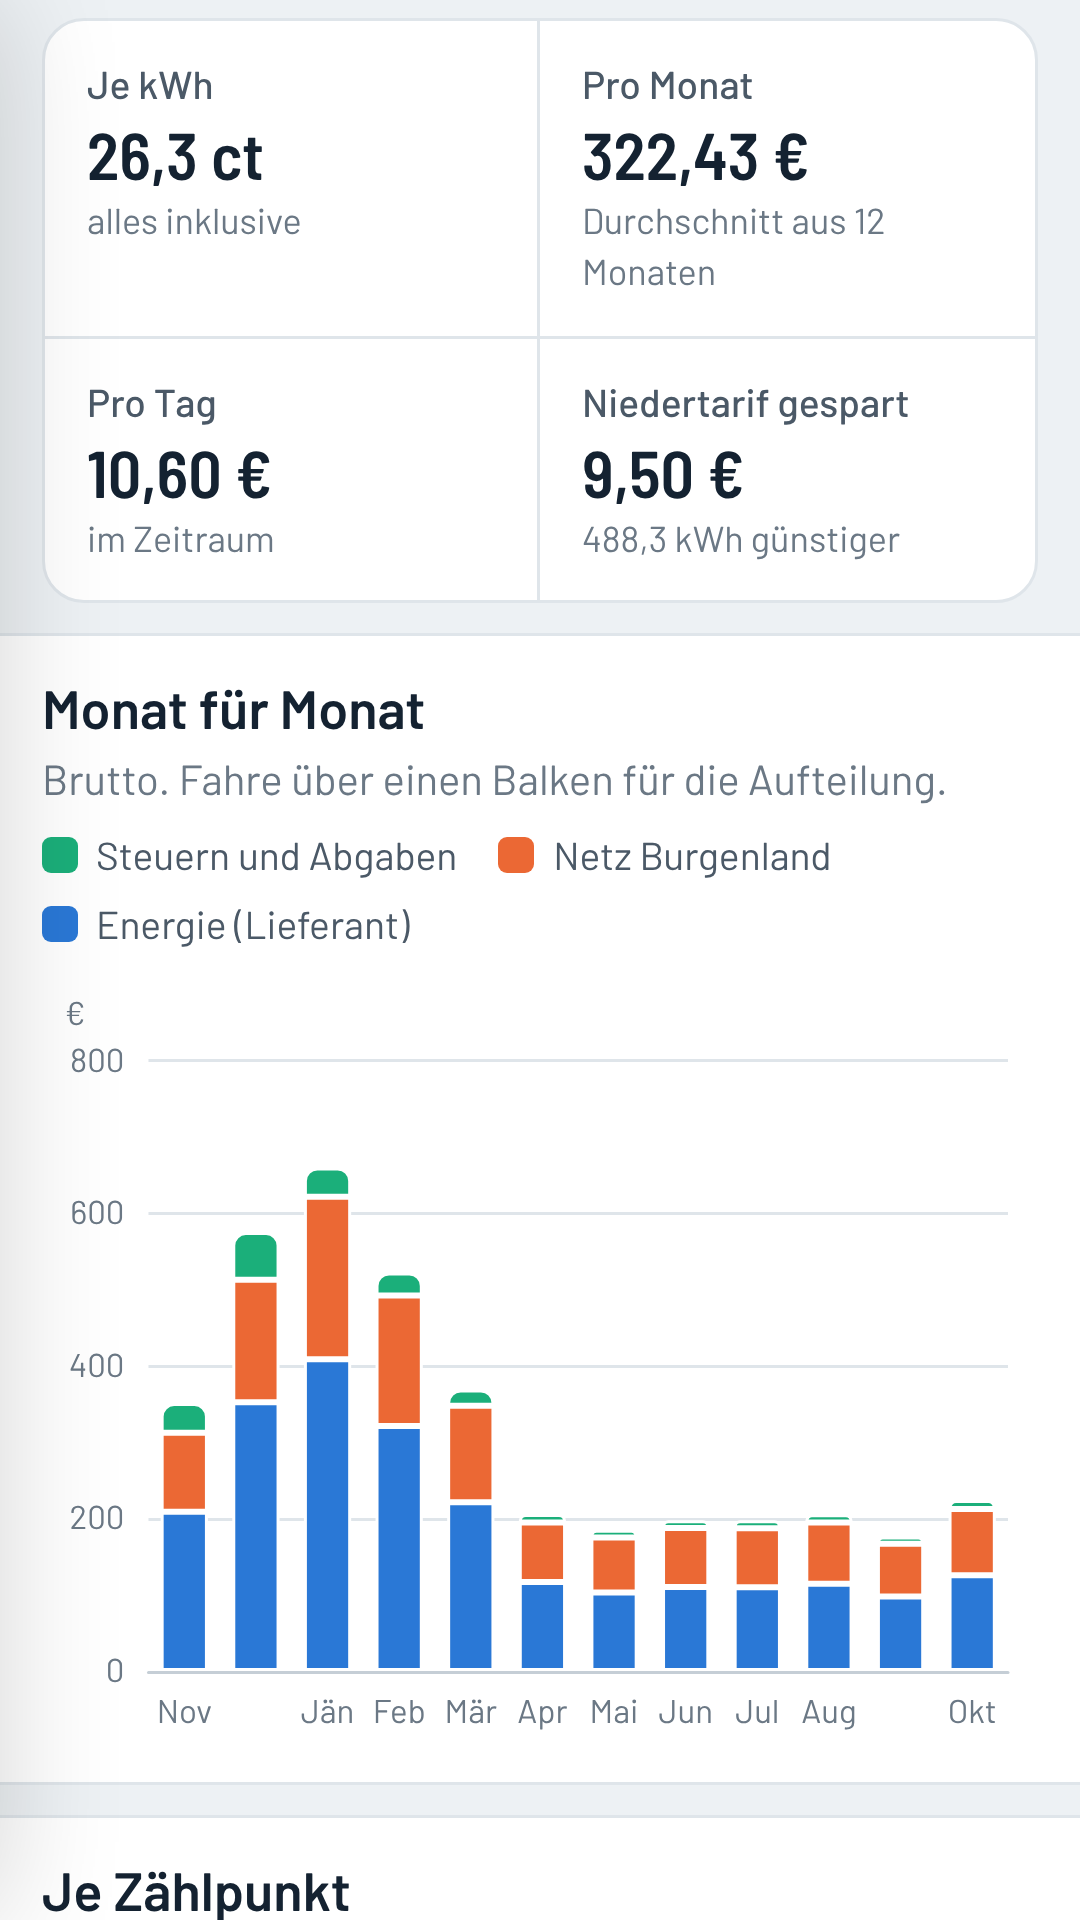 Je kWh
26,3 ct
alles inklusive
Pro Monat
322,43 €
Durchschnitt aus 12
Monaten
Pro Tag
10,60 €
im Zeitraum
Niedertarif gespart
9,50 €
488,3 kWh günstiger
Monat für Monat
Brutto. Fahre über einen Balken für die Aufteilung.
Steuern und Abgaben Netz Burgenland
Energie (Lieferant)
€
800
600
400
200
0
Nov Jän Feb Mär Apr Mai Jun Jul Aug Okt
Je Zählpunkt